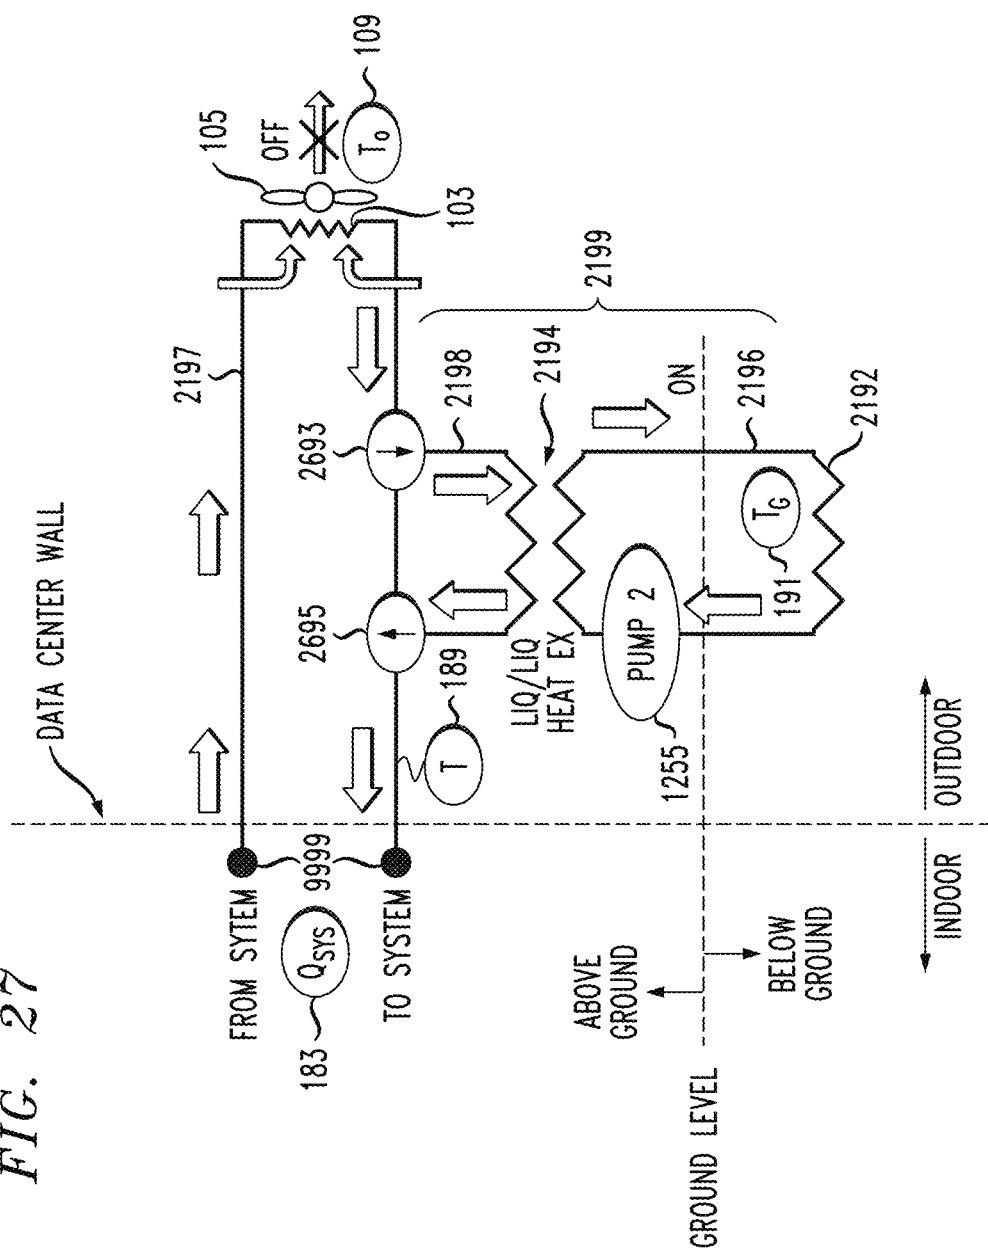 FIG. 27
DATA CENTER WALL
FROM SYTEM
9999
183
QSYS
TO SYSTEM
2197
105
OFF
T0
109
103
2693
2695
189
T
2198
2199
2194
LIQ/LIQ
HEAT EX
ON
PUMP 2
1255
2196
2192
TG
191
ABOVE
GROUND
BELOW
GROUND
GROUND LEVEL
INDOOR
OUTDOOR